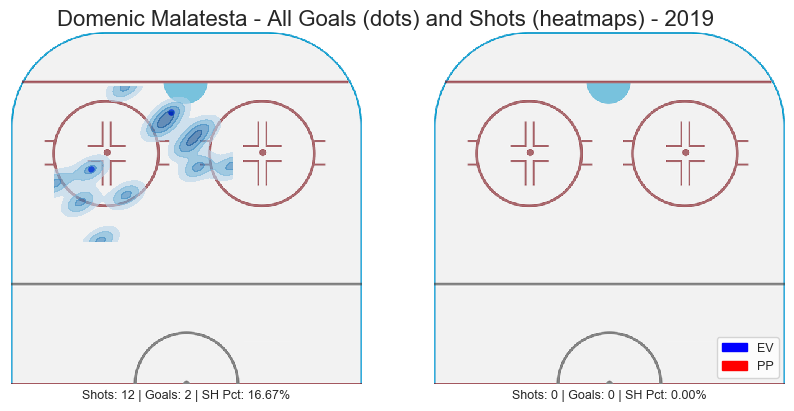 Domenic Malatesta - All Goals (dots) and Shots (heatmaps) - 2019
EV
PP
Shots: 12 | Goals: 2 | SH Pct: 16.67%
Shots: 0 | Goals: 0 | SH Pct: 0.00%